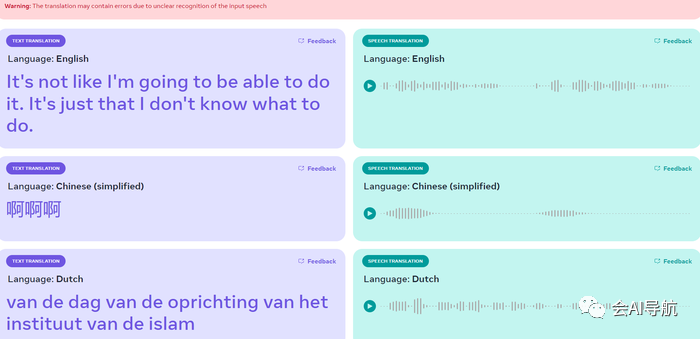 Warning: The translation may contain errors due to unclear recognition of the input speech
TEXT TRANSLATION
Feedback
Language: English
It's not like I'm going to be able to do
it. It's just that I don't know what to
do.
SPEECH TRANSLATION
Feedback
Language: English
TEXT TRANSLATION
Feedback
Language: Chinese (simplified)
啊啊啊
SPEECH TRANSLATION
Feedback
Language: Chinese (simplified)
TEXT TRANSLATION
Feedback
Language: Dutch
van de dag van de oprichting van het
instituut van de islam
SPEECH TRANSLATION
Feedback
Language: Dutch
会AI导航